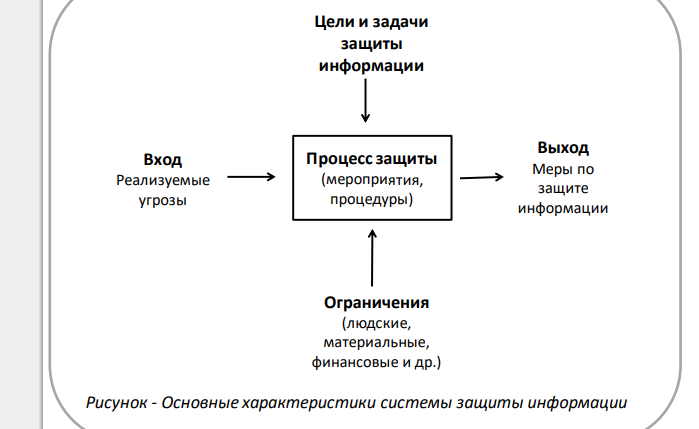 Цели и задачи
защиты
информации
Вход
Реализуемые
угрозы
Процесс защиты
(мероприятия,
процедуры)
Выход
Меры по
защите
информации
Ограничения
(людские,
материальные,
финансовые и др.)
Рисунок - Основные характеристики системы защиты информации